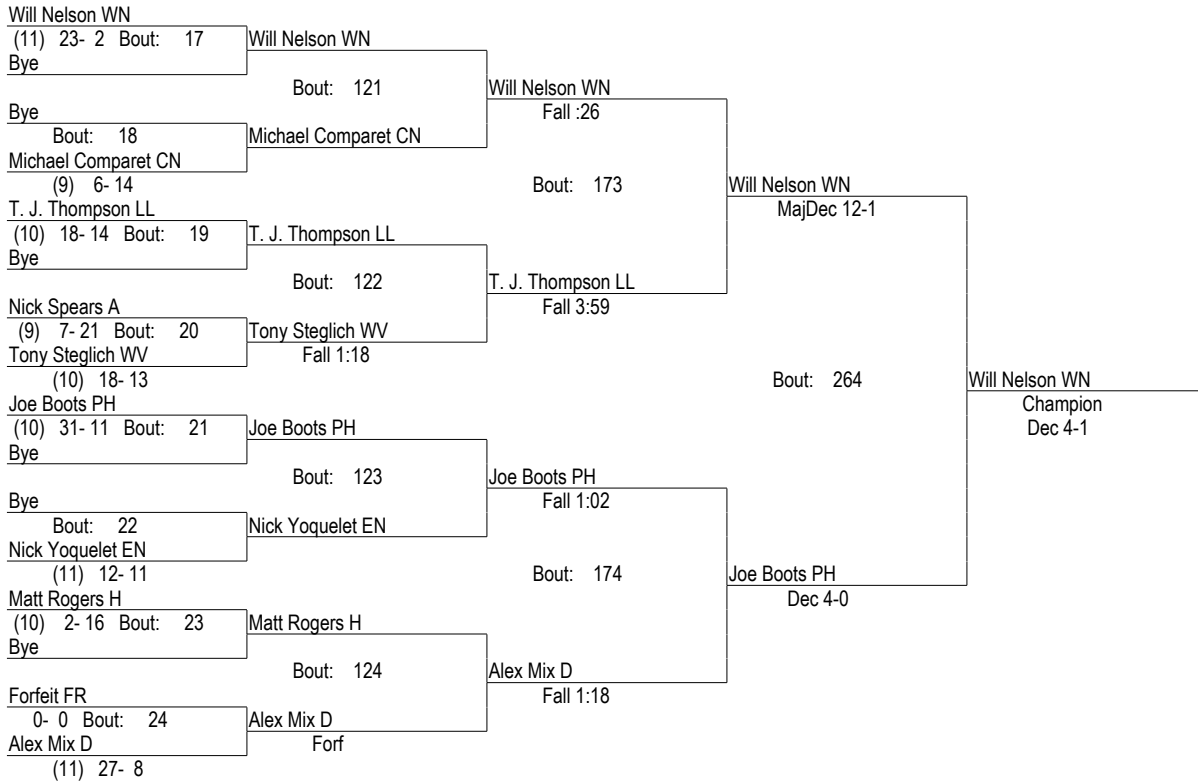 Will Nelson WN
(11) 23- 2 Bout: 17
Will Nelson WN
Bye
Bout: 121
Will Nelson WN
Bye
Fall :26
Bout: 18
Michael Comparet CN
Michael Comparet CN
(9) 6- 14
Bout: 173
Will Nelson WN
T. J. Thompson LL
MajDec 12-1
(10) 18- 14 Bout: 19
T. J. Thompson LL
Bye
Bout: 122
T. J. Thompson LL
Nick Spears A
Fall 3:59
(9) 7- 21 Bout: 20
Tony Steglich WV
Tony Steglich WV
Fall 1:18
(10) 18- 13
Bout: 264
Will Nelson WN
Joe Boots PH
Champion
(10) 31- 11 Bout: 21
Joe Boots PH
Dec 4-1
Bye
Bout: 123
Joe Boots PH
Bye
Fall 1:02
Bout: 22
Nick Yoquelet EN
Nick Yoquelet EN
(11) 12- 11
Bout: 174
Joe Boots PH
Matt Rogers H
Dec 4-0
(10) 2- 16 Bout: 23
Matt Rogers H
Bye
Bout: 124
Alex Mix D
Forfeit FR
Fall 1:18
0- 0 Bout: 24
Alex Mix D
Alex Mix D
Forf
(11) 27- 8